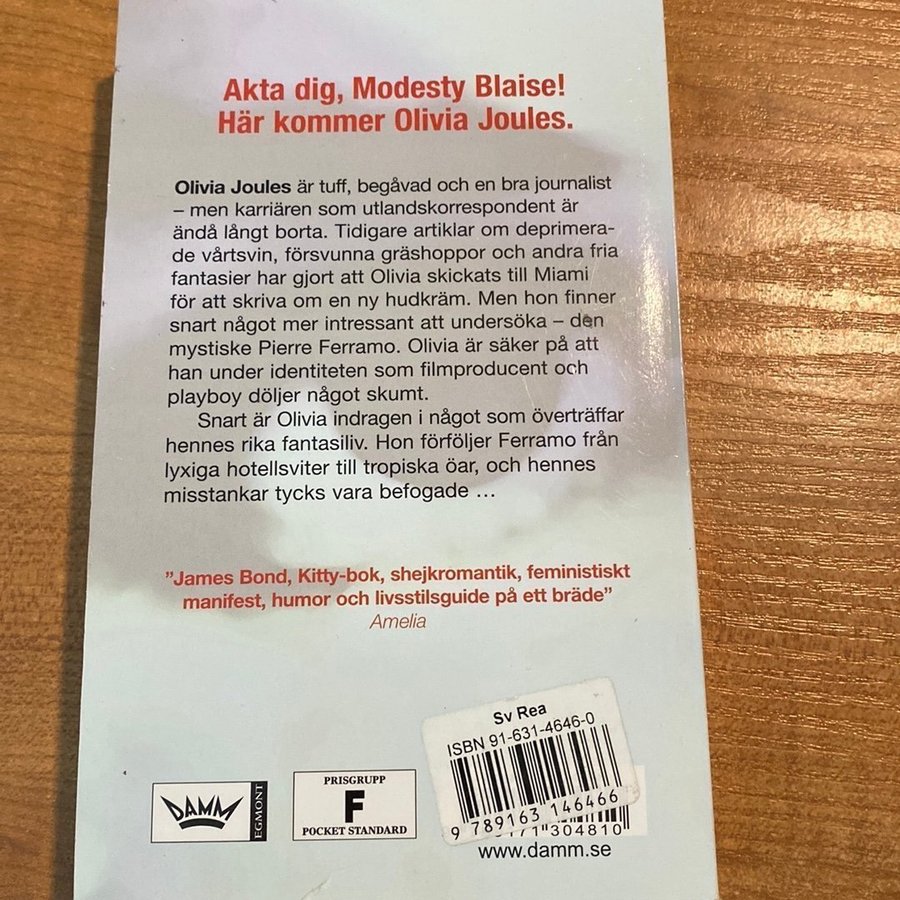 Akta dig, Modesty Blaise!
Här kommer Olivia Joules.
Olivia Joules är tuff, begåvad och en bra journalist
– men karriären som utlandskorrespondent är
ändå långt borta. Tidigare artiklar om deprimera-
de vårtsvin, försvunna gräshoppor och andra fria
fantasier har gjort att Olivia skickats till Miami
för att skriva om en ny hudkräm. Men hon finner
snart något mer intressant att undersöka – den
mystiske Pierre Ferramo. Olivia är säker på att
han under identiteten som filmproducent och
playboy döljer något skumt.
Snart är Olivia indragen i något som överträffar
hennes rika fantasiliv. Hon förföljer Ferramo från
lyxiga hotellsviter till tropiska öar, och hennes
misstankar tycks vara befogade …
”James Bond, Kitty-bok, shejkromantik, feministiskt
manifest, humor och livsstilsguide på ett bräde”
Amelia
Sv Rea
ISBN 91-631-4646-0
9 789163 146466
304810
www.damm.se
DAMM
EGMONT
PRISGRUPP
F
POCKET STANDARD